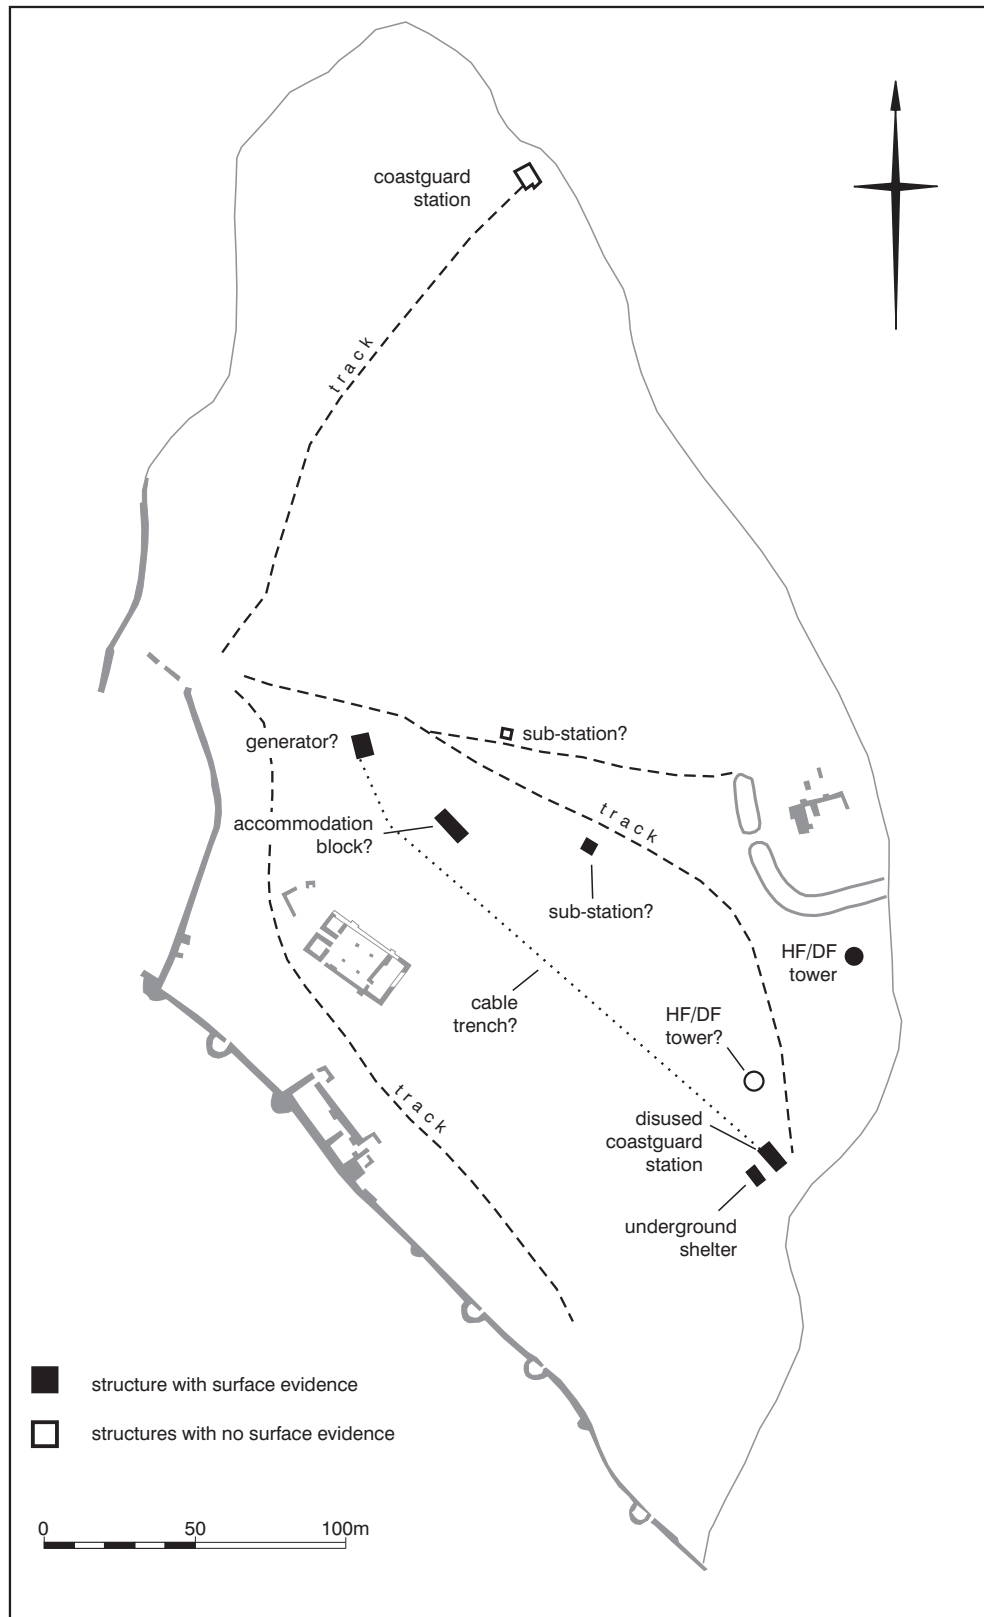 coastguard
station
track
generator?
sub-station?
accommodation
block?
track
sub-station?
HF/DF
tower
cable
trench?
HF/DF
tower?
track
disused
coastguard
station
underground
shelter
structure with surface evidence
structures with no surface evidence
0 50 100m